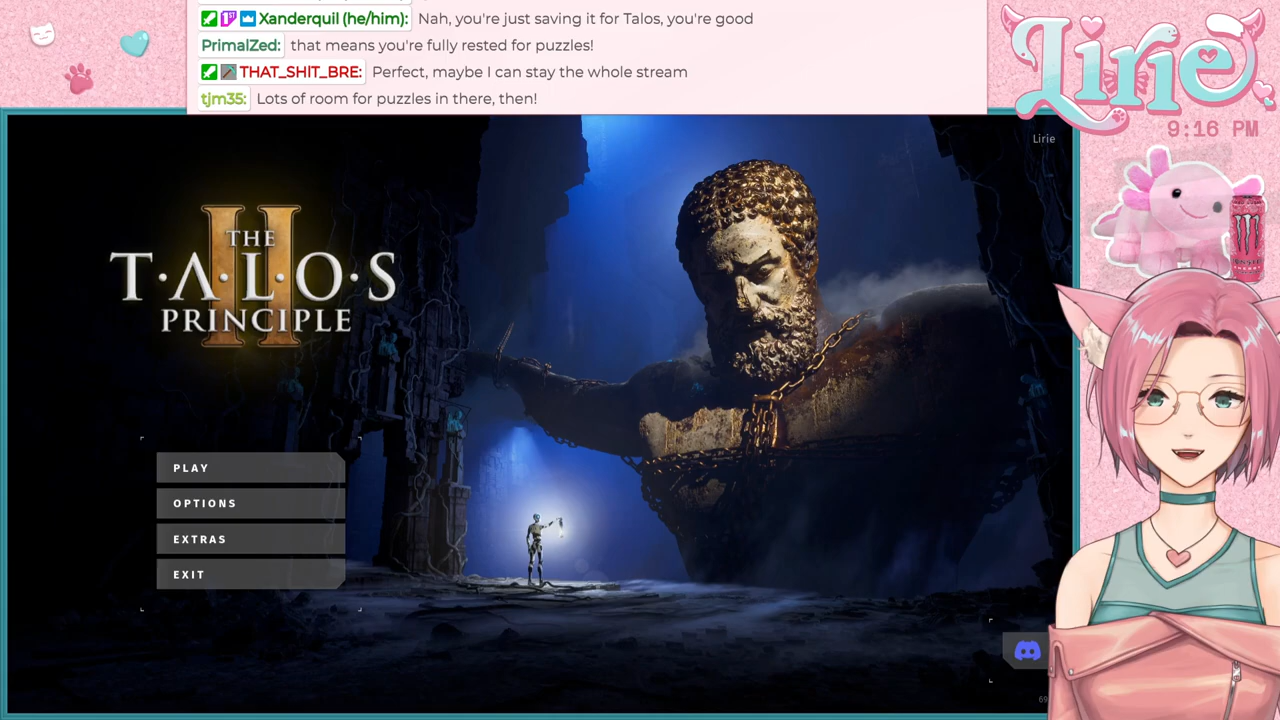 Xanderquil (he/him): Nah, you're just saving it for Talos, you're good
PrimalZed: that means you're fully rested for puzzles!
THAT_SHIT_BRE: Perfect, maybe I can stay the whole stream
tjm35: Lots of room for puzzles in there, then!
Lirie
9:16 PM
Lirie
II
THE
T·A·L·O·S
PRINCIPLE
PLAY
OPTIONS
EXTRAS
EXIT